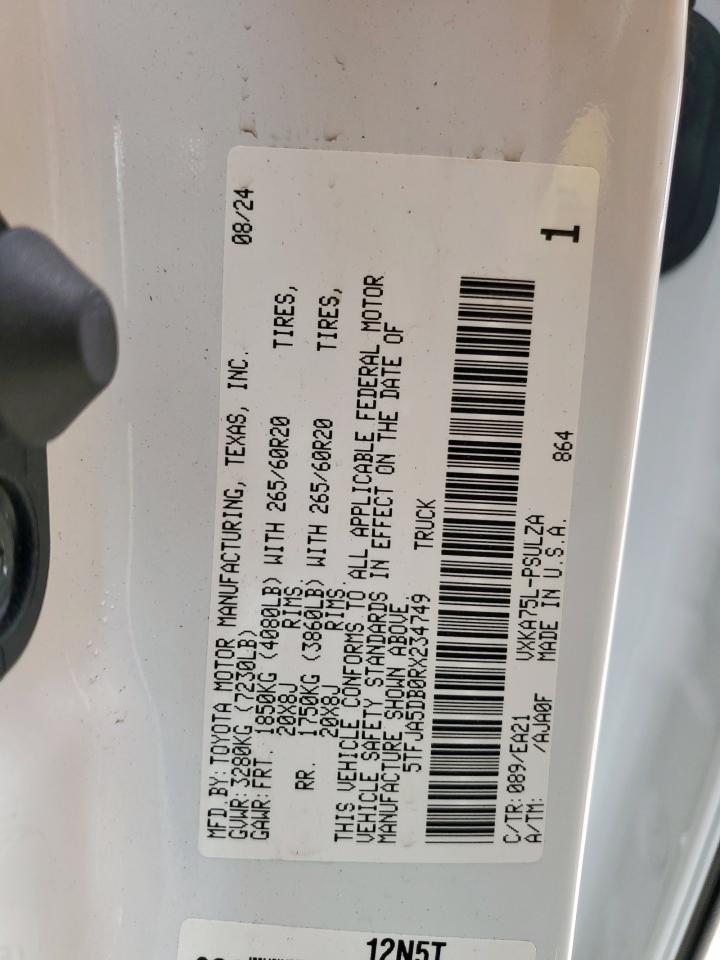 MFD.BY:TOYOTA MOTOR MANUFACTURING, TEXAS, INC. 08/24
GVWR:3280KG (7230LB)
GAWR:FRT. 1850KG (4080LB) WITH 265/60R20 TIRES,
20X8J RIMS.
RR. 1750KG (3860LB) WITH 265/60R20 TIRES,
20X8J RIMS.
THIS VEHICLE CONFORMS TO ALL APPLICABLE FEDERAL MOTOR
VEHICLE SAFETY STANDARDS IN EFFECT ON THE DATE OF
MANUFACTURE SHOWN ABOVE.
5TFJA5DB0RX234749 TRUCK
C/TR:089/EA21 VXKA75L-PSULZA
A/TM: /AJA0F MADE IN U.S.A. 864 1
12N5T